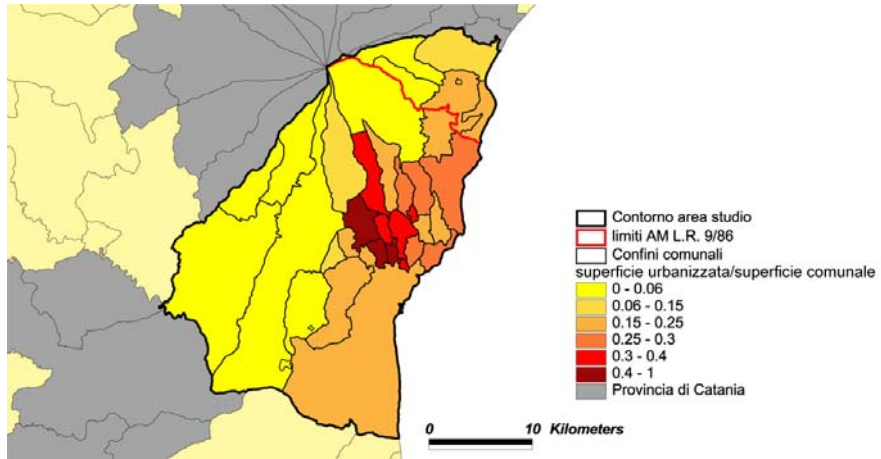 Contorno area studio
limiti AM L.R. 9/86
Confini comunali
superficie urbanizzata/superficie comunale
0 - 0.06
0.06 - 0.15
0.15 - 0.25
0.25 - 0.3
0.3 - 0.4
0.4 - 1
Provincia di Catania
0 10 Kilometers